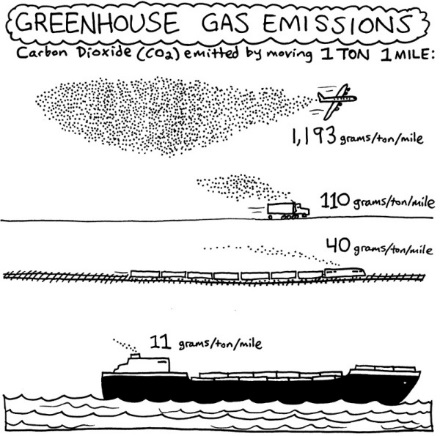 GREENHOUSE GAS EMISSIONS
Carbon Dioxide (CO2) emitted by moving 1 TON 1 MILE:
1,193 grams/ton/mile
110 grams/ton/mile
40 grams/ton/mile
11 grams/ton/mile